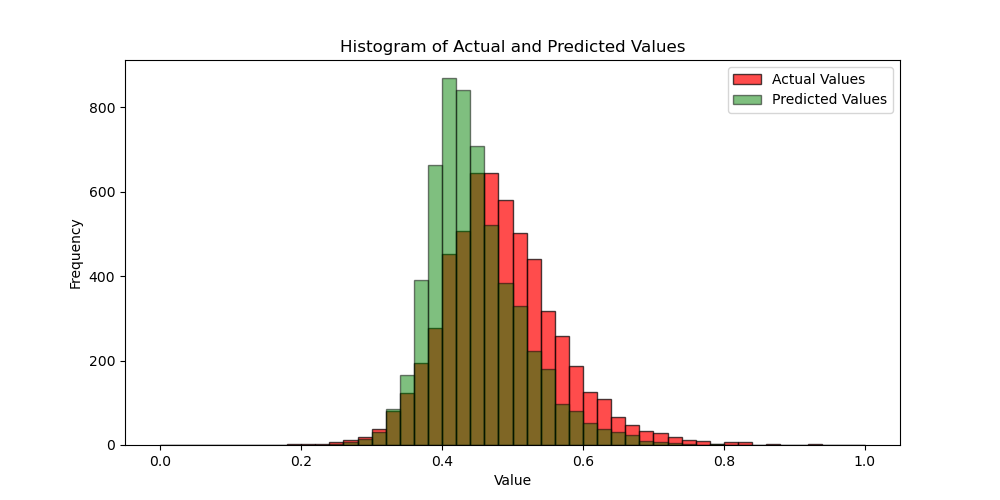 Histogram of Actual and Predicted Values
Actual Values
Predicted Values
800
600
400
200
0
Frequency
0.0 0.2 0.4 0.6 0.8 1.0
Value